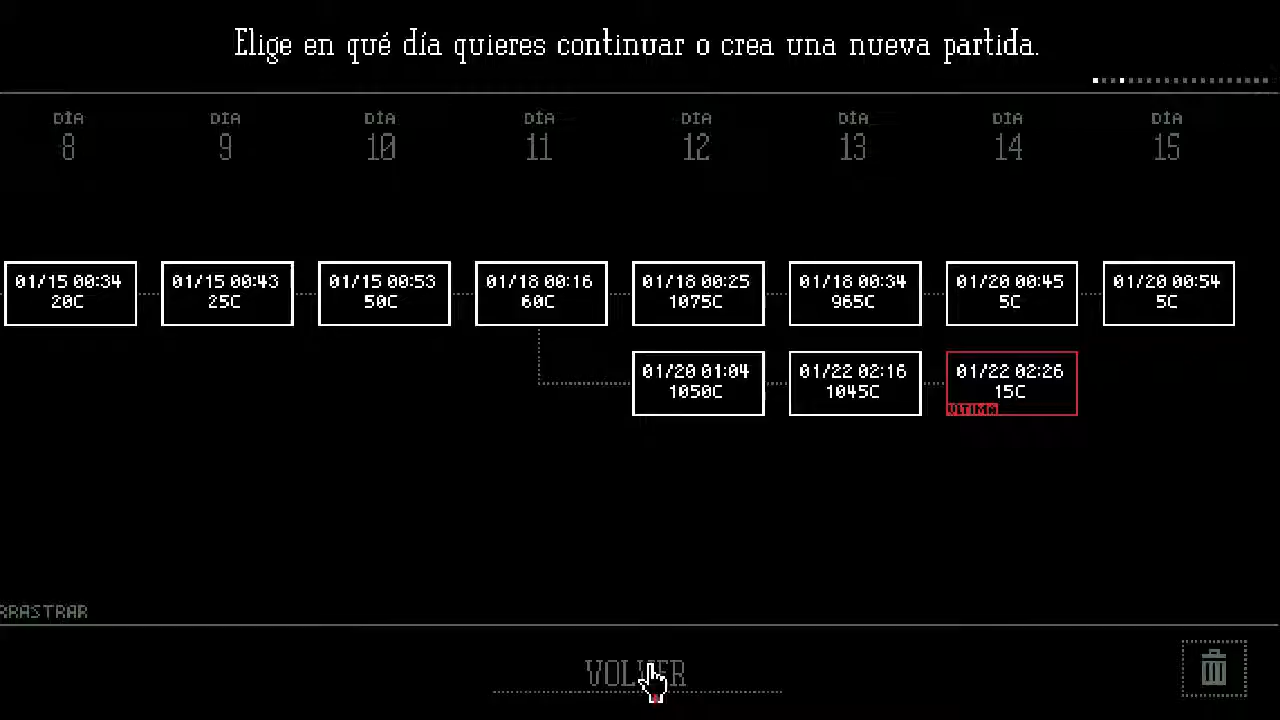 Elige en qué día quieres continuar o crea una nueva partida.
DÍA DÍA DÍA DÍA DÍA DÍA DÍA DÍA
8 9 10 11 12 13 14 15
01/15 00:34 01/15 00:43 01/15 00:53 01/18 00:16 01/18 00:25 01/18 00:34 01/20 00:45 01/20 00:54
20C 25C 50C 60C 1075C 965C 5C 5C
01/20 01:04 01/22 02:16 01/22 02:26
1050C 1045C 15C
ÚLTIMA
RRASTRAR
VOLVER